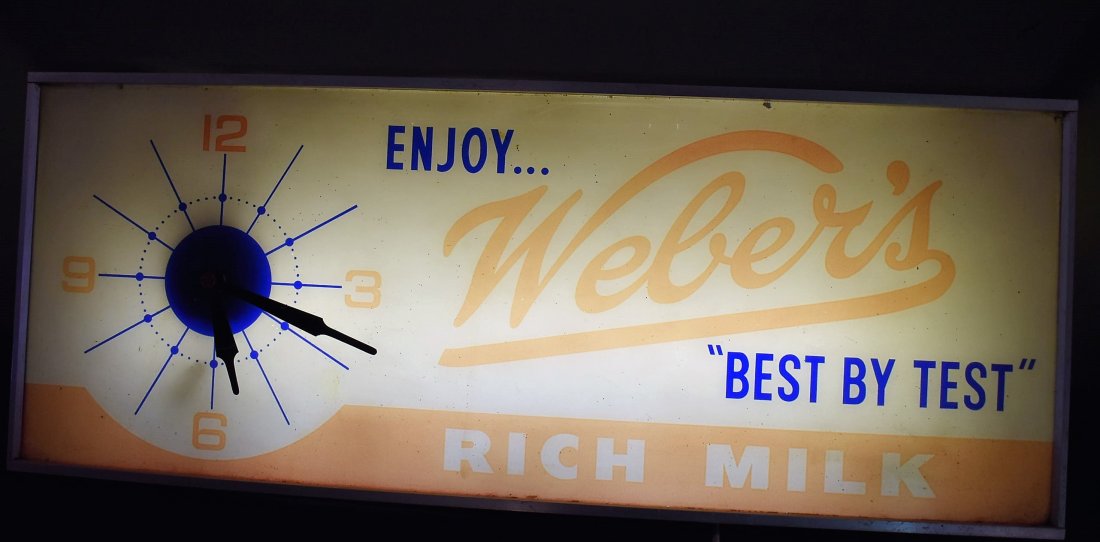 12
9
3
6
ENJOY...
Weber's
"BEST BY TEST"
RICH MILK